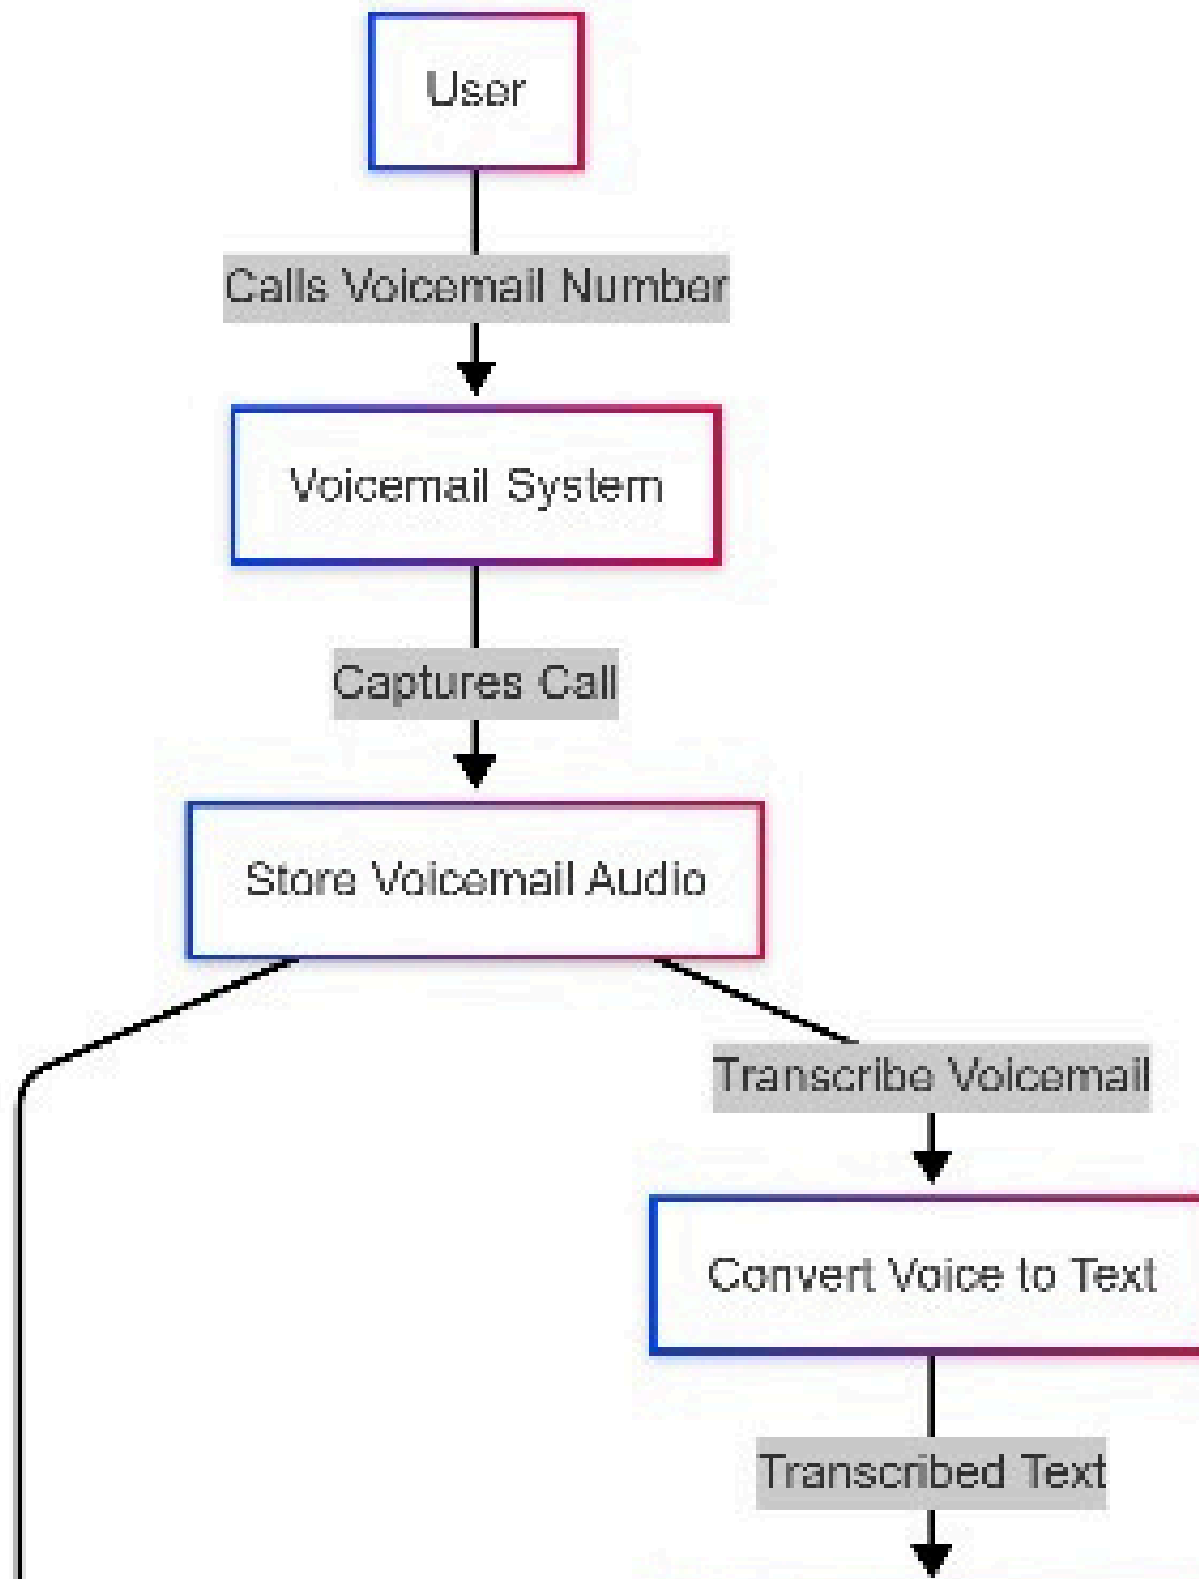 User
Calls Voicemail Number
Voicemail System
Captures Call
Store Voicemail Audio
Transcribe Voicemail
Convert Voice to Text
Transcribed Text